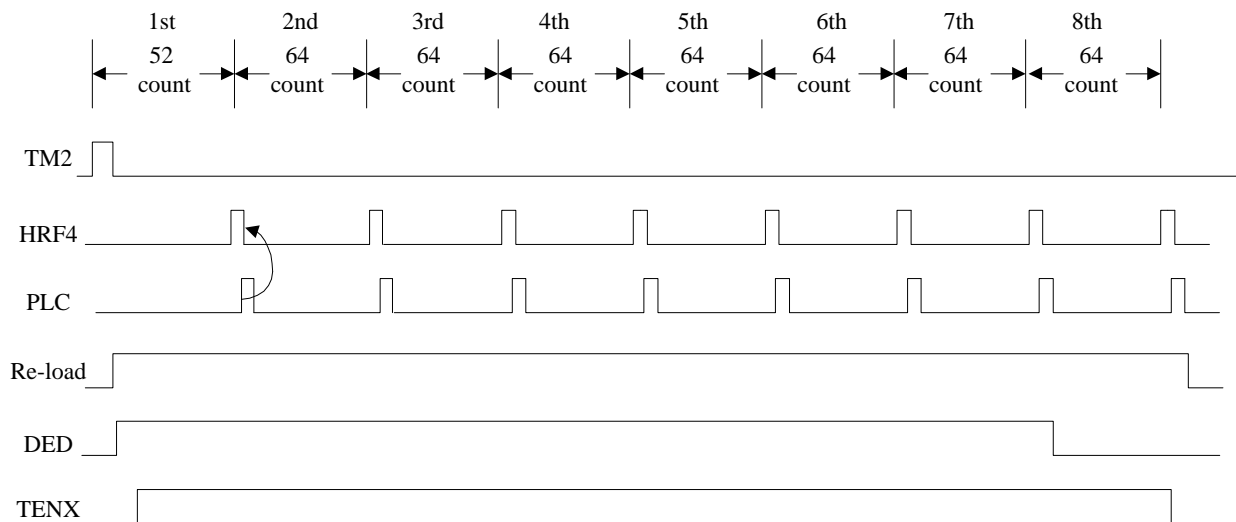 1st 2nd 3rd 4th 5th 6th 7th 8th
52 64 64 64 64 64 64 64
count count count count count count count count
TM2
HRF4
PLC
Re-load
DED
TENX